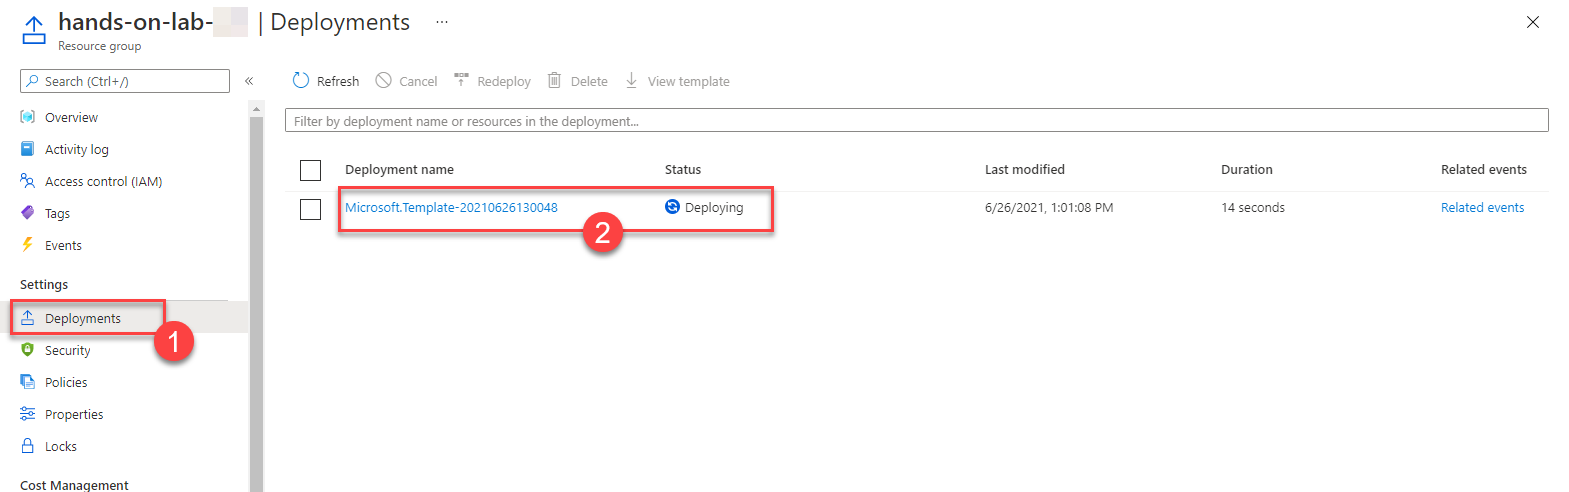 hands-on-lab- | Deployments ...
Resource group
Search (Ctrl+/) «
Refresh Cancel Redeploy Delete View template
Overview
Activity log
Access control (IAM)
Tags
Events
Settings
Deployments
1
Security
Policies
Properties
Locks
Cost Management
Filter by deployment name or resources in the deployment...
Deployment name Status Last modified Duration Related events
Microsoft.Template-20210626130048 Deploying 6/26/2021, 1:01:08 PM 14 seconds Related events
2